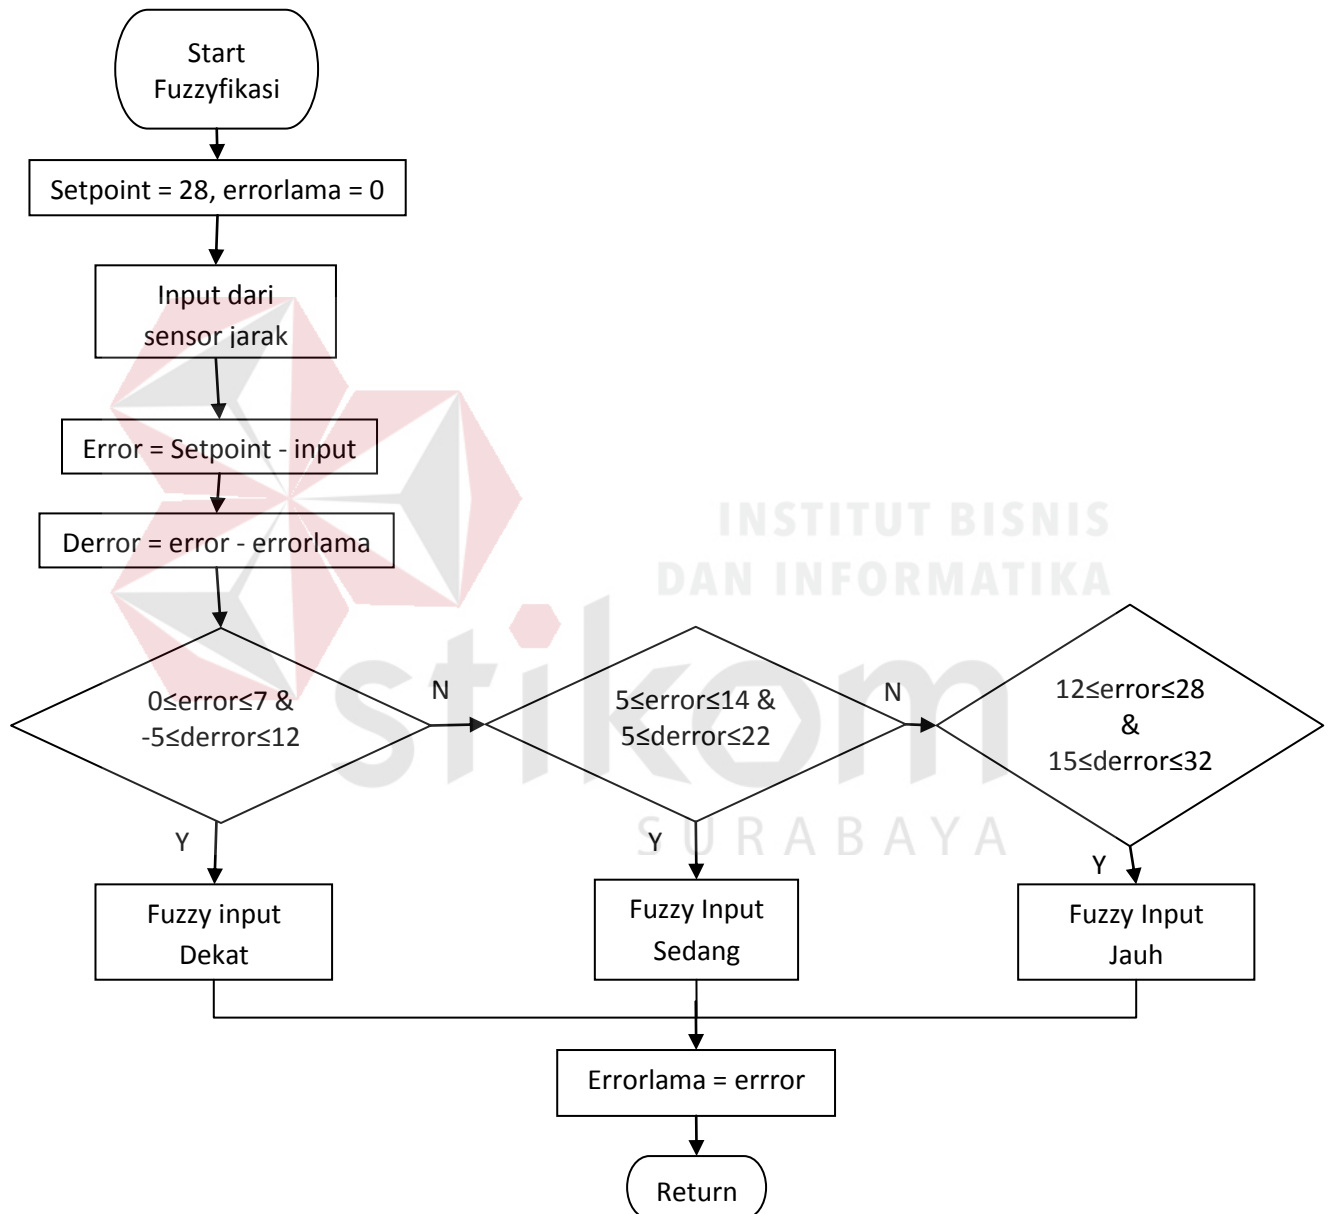 Start
Fuzzyfikasi
Setpoint = 28, errorlama = 0
Input dari
sensor jarak
Error = Setpoint - input
Derror = error - errorlama
INSTITUT BISNIS
DAN INFORMATIKA
stikom
SURABAYA
0≤error≤7 &
-5≤derror≤12
N
5≤error≤14 &
5≤derror≤22
N
12≤error≤28
&
15≤derror≤32
Y
Y
Y
Fuzzy input
Dekat
Fuzzy Input
Sedang
Fuzzy Input
Jauh
Errorlama = errror
Return